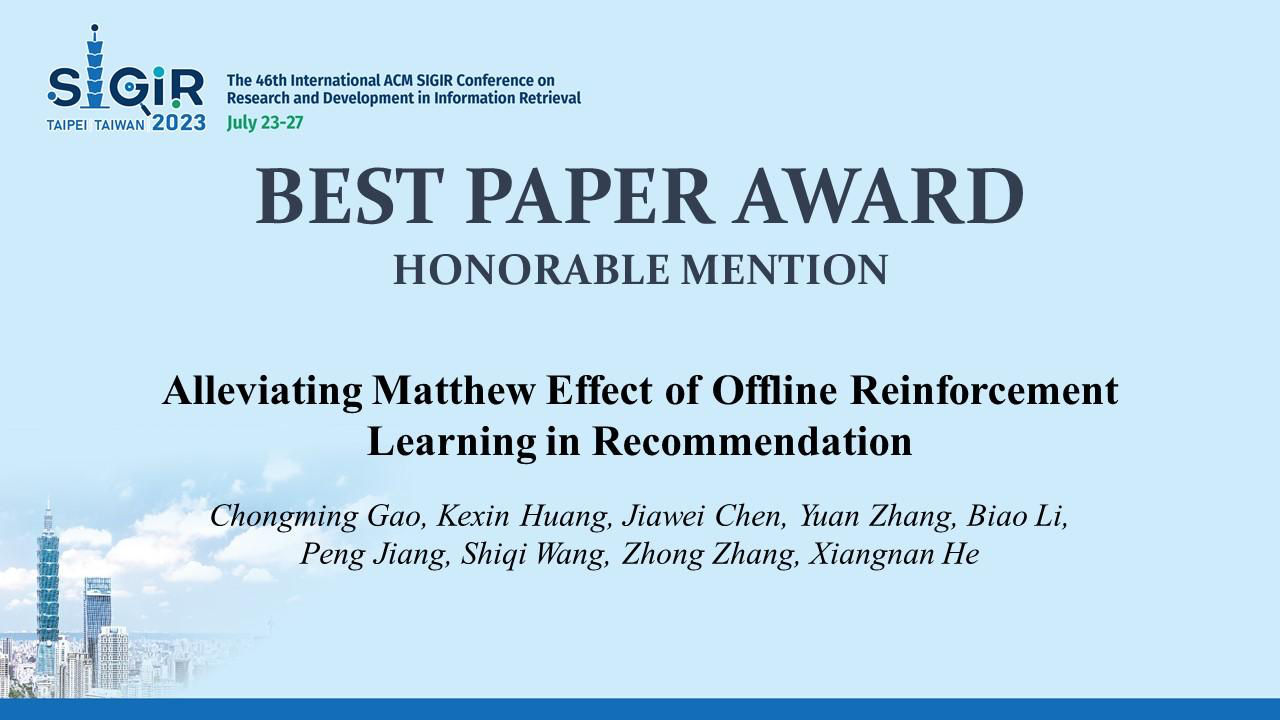 SIGIR
TAIPEI TAIWAN 2023
The 46th International ACM SIGIR Conference on
Research and Development in Information Retrieval
July 23-27
BEST PAPER AWARD
HONORABLE MENTION
Alleviating Matthew Effect of Offline Reinforcement
Learning in Recommendation
Chongming Gao, Kexin Huang, Jiawei Chen, Yuan Zhang, Biao Li,
Peng Jiang, Shiqi Wang, Zhong Zhang, Xiangnan He